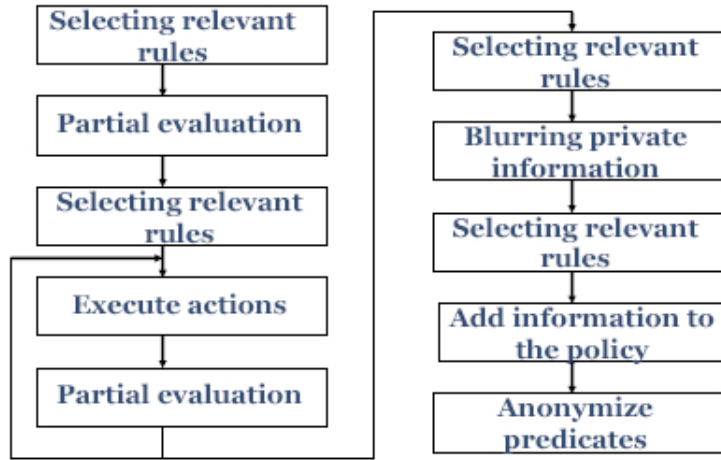 Selecting relevant
rules
Partial evaluation
Selecting relevant
rules
Execute actions
Partial evaluation
Selecting relevant
rules
Blurring private
information
Selecting relevant
rules
Add information to
the policy
Anonymize
predicates